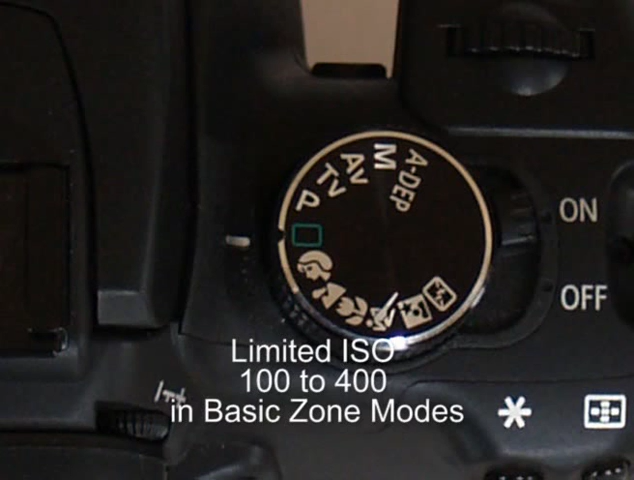 A-DEP
M
Av
Tv
P
ON
OFF
Limited ISO
100 to 400
in Basic Zone Modes